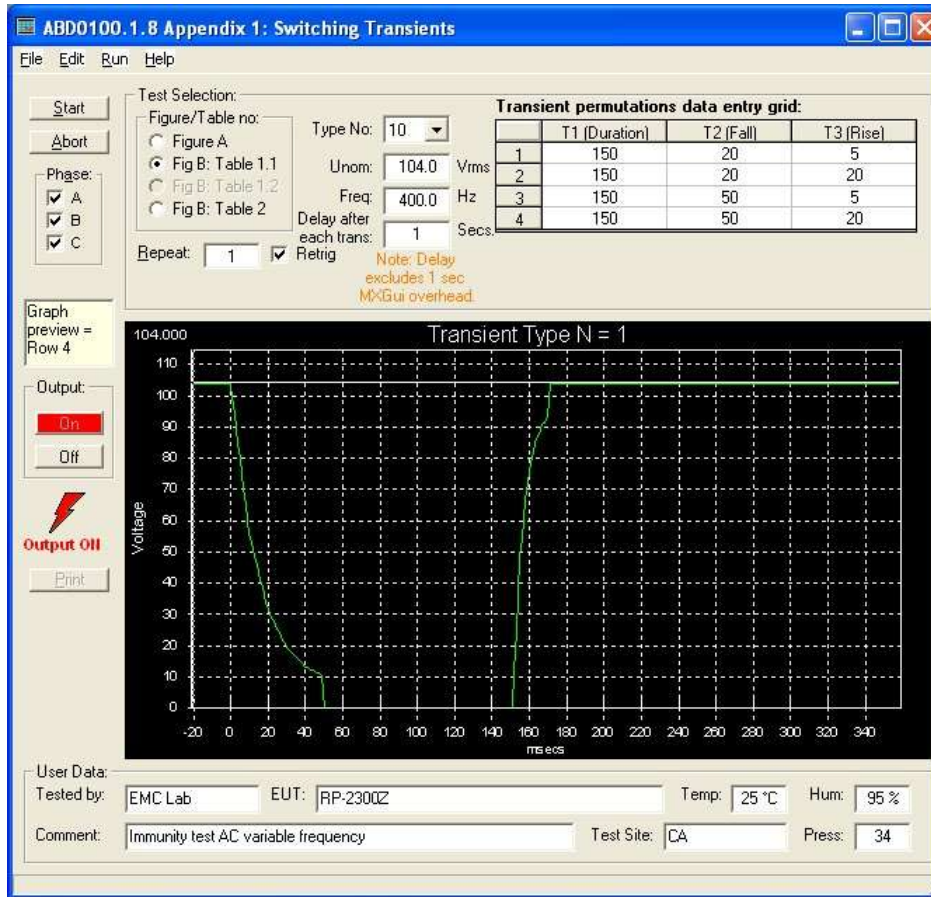 ABD0100.1.8 Appendix 1: Switching Transients
File Edit Run Help
Start
Abort
Phase:
A
B
C
Test Selection:
Figure/Table no:
Figure A
Fig B: Table 1.1
Fig B: Table 1.2
Fig B: Table 2
Repeat: 1 Retrig
Type No: 10
Unom: 104.0 Vrms
Freq: 400.0 Hz
Delay after
each trans: 1 Secs.
Note: Delay
excludes 1 sec
MXGui overhead.
Transient permutations data entry grid:
T1 (Duration) T2 (Fall) T3 (Rise)
1 150 20 5
2 150 20 20
3 150 50 5
4 150 50 20
Graph
preview =
Row 4
Output:
On
Off
Output ON
Print
104.000 Transient Type N = 1
110
100
90
80
70
60
50
40
30
20
10
0
Voltage
-20 0 20 40 60 80 100 120 140 160 180 200 220 240 260 280 300 320 340
msecs
User Data:
Tested by: EMC Lab EUT: RP-2300Z Temp: 25 °C Hum: 95 %
Comment: Immunity test AC variable frequency Test Site: CA Press: 34